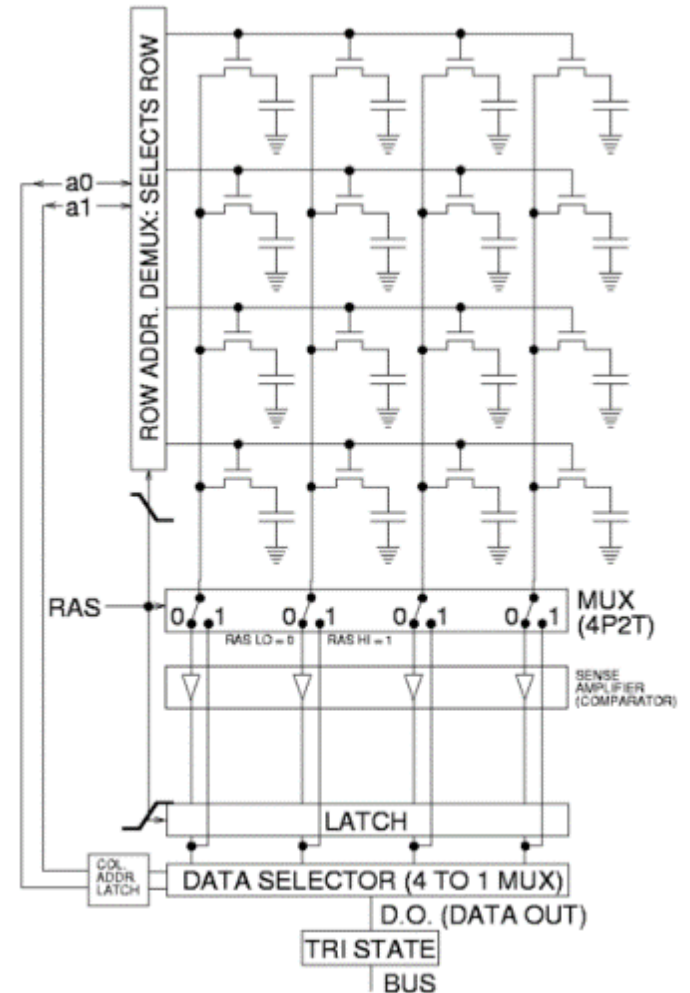 ROW ADDR. DEMUX: SELECTS ROW
a0
a1
RAS
0 1 0 1 0 1 0 1
MUX
(4P2T)
RAS LO = 0 RAS HI = 1
SENSE
AMPLIFIER
(COMPARATOR)
LATCH
COL.
ADDR.
LATCH
DATA SELECTOR (4 TO 1 MUX)
D.O. (DATA OUT)
TRI STATE
BUS